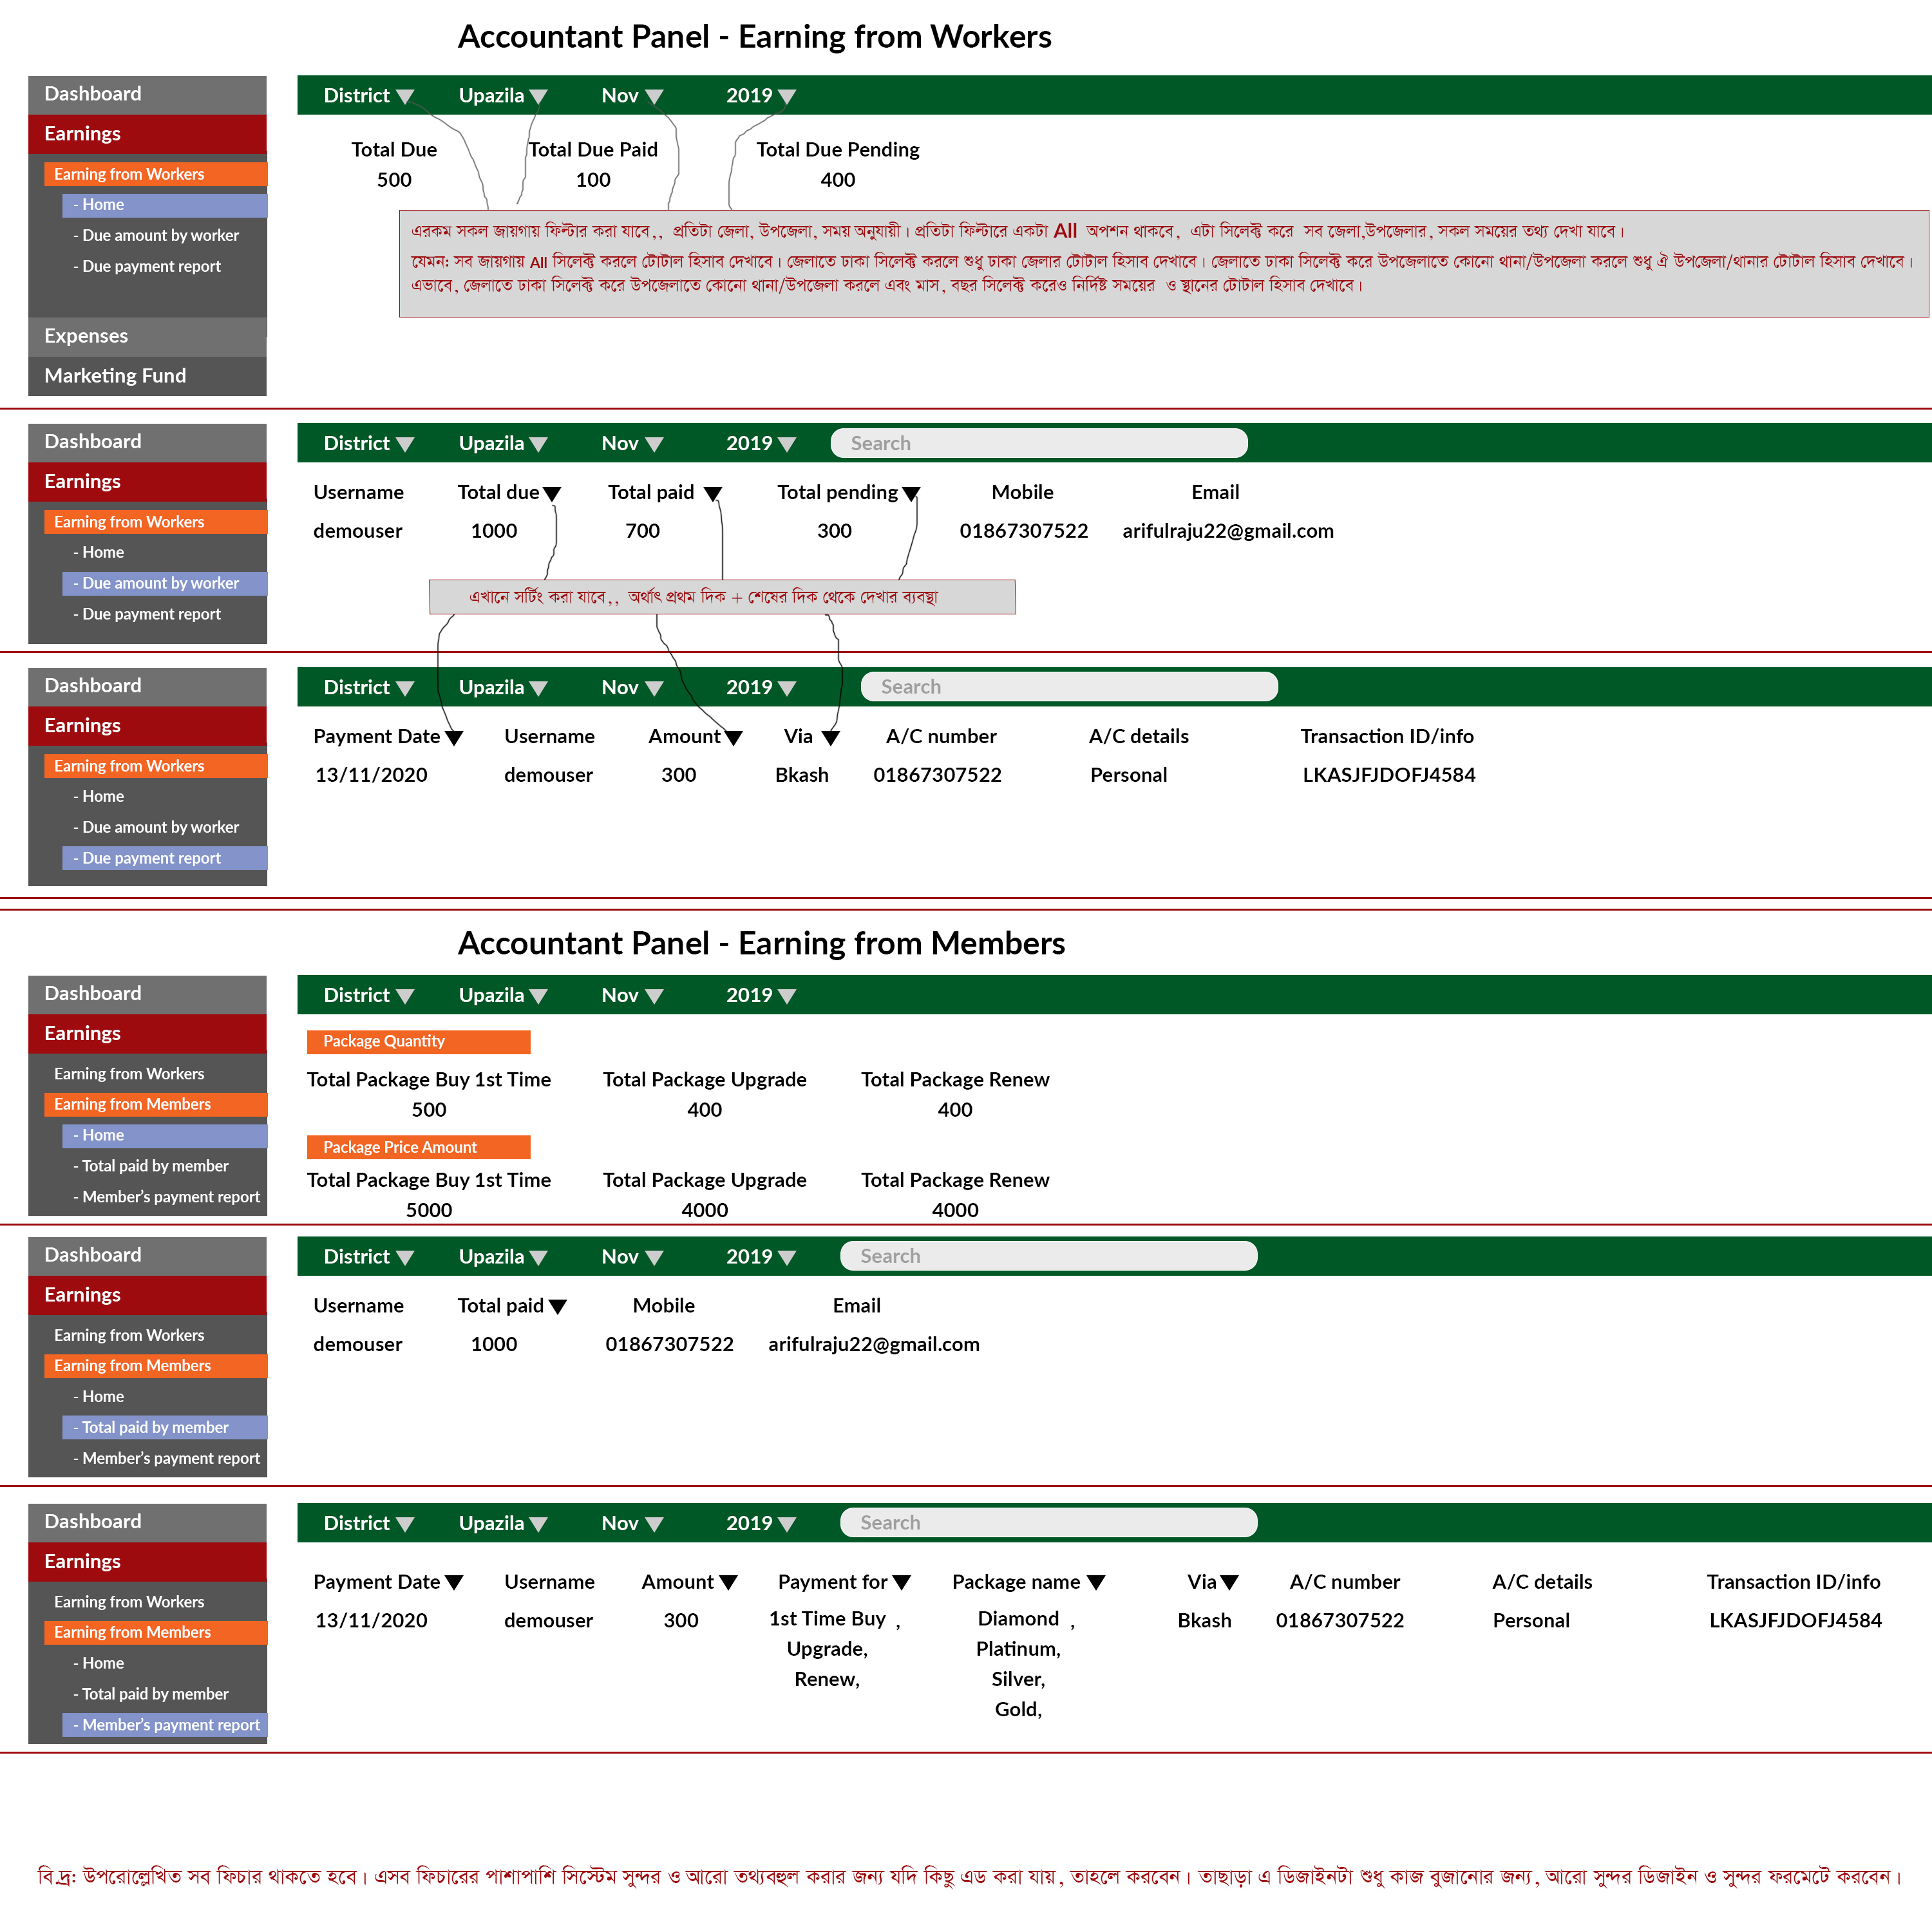 Accountant Panel - Earning from Workers
Dashboard
Earnings
Earning from Workers
- Home
- Due amount by worker
- Due payment report
Expenses
Marketing Fund
District Upazila Nov 2019
Total Due Total Due Paid Total Due Pending
500 100 400
এরকম সকল জায়গায় ফিল্টার করা যাবে,, প্রতিটা জেলা, উপজেলা, সময় অনুযায়ী। প্রতিটা ফিল্টারে একটা All অপশন থাকবে, এটা সিলেক্ট করে সব জেলা,উপজেলার, সকল সময়ের তথ্য দেখা যাবে।
যেমন: সব জায়গায় All সিলেক্ট করলে টোটাল হিসাব দেখাবে। জেলাতে ঢাকা সিলেক্ট করলে শুধু ঢাকা জেলার টোটাল হিসাব দেখাবে। জেলাতে ঢাকা সিলেক্ট করে উপজেলাতে কোনো থানা/উপজেলা করলে শুধু ঐ উপজেলা/থানার টোটাল হিসাব দেখাবে।
এভাবে, জেলাতে ঢাকা সিলেক্ট করে উপজেলাতে কোনো থানা/উপজেলা করলে এবং মাস, বছর সিলেক্ট করেও নির্দিষ্ট সময়ের ও স্থানের টোটাল হিসাব দেখাবে।
Dashboard
Earnings
Earning from Workers
- Home
- Due amount by worker
- Due payment report
District Upazila Nov 2019 Search
Username Total due Total paid Total pending Mobile Email
demouser 1000 700 300 01867307522 arifulraju22@gmail.com
এখানে সর্টিং করা যাবে,, অর্থাৎ প্রথম দিক + শেষের দিক থেকে দেখার ব্যবস্থা
Dashboard
Earnings
Earning from Workers
- Home
- Due amount by worker
- Due payment report
District Upazila Nov 2019 Search
Payment Date Username Amount Via A/C number A/C details Transaction ID/info
13/11/2020 demouser 300 Bkash 01867307522 Personal LKASJFJDOFJ4584
Accountant Panel - Earning from Members
Dashboard
Earnings
Earning from Workers
Earning from Members
- Home
- Total paid by member
- Member's payment report
District Upazila Nov 2019
Package Quantity
Total Package Buy 1st Time Total Package Upgrade Total Package Renew
500 400 400
Package Price Amount
Total Package Buy 1st Time Total Package Upgrade Total Package Renew
5000 4000 4000
Dashboard
Earnings
Earning from Workers
Earning from Members
- Home
- Total paid by member
- Member's payment report
District Upazila Nov 2019 Search
Username Total paid Mobile Email
demouser 1000 01867307522 arifulraju22@gmail.com
Dashboard
Earnings
Earning from Workers
Earning from Members
- Home
- Total paid by member
- Member's payment report
District Upazila Nov 2019 Search
Payment Date Username Amount Payment for Package name Via A/C number A/C details Transaction ID/info
13/11/2020 demouser 300 1st Time Buy , Diamond , Bkash 01867307522 Personal LKASJFJDOFJ4584
Upgrade, Platinum,
Renew, Silver,
Gold,
বি.দ্র: উপরোল্লেখিত সব ফিচার থাকতে হবে। এসব ফিচারের পাশাপাশি সিস্টেম সুন্দর ও আরো তথ্যবহুল করার জন্য যদি কিছু এড করা যায়, তাহলে করবেন। তাছাড়া এ ডিজাইনটা শুধু কাজ বুজানোর জন্য, আরো সুন্দর ডিজাইন ও সুন্দর ফরমেটে করবেন।